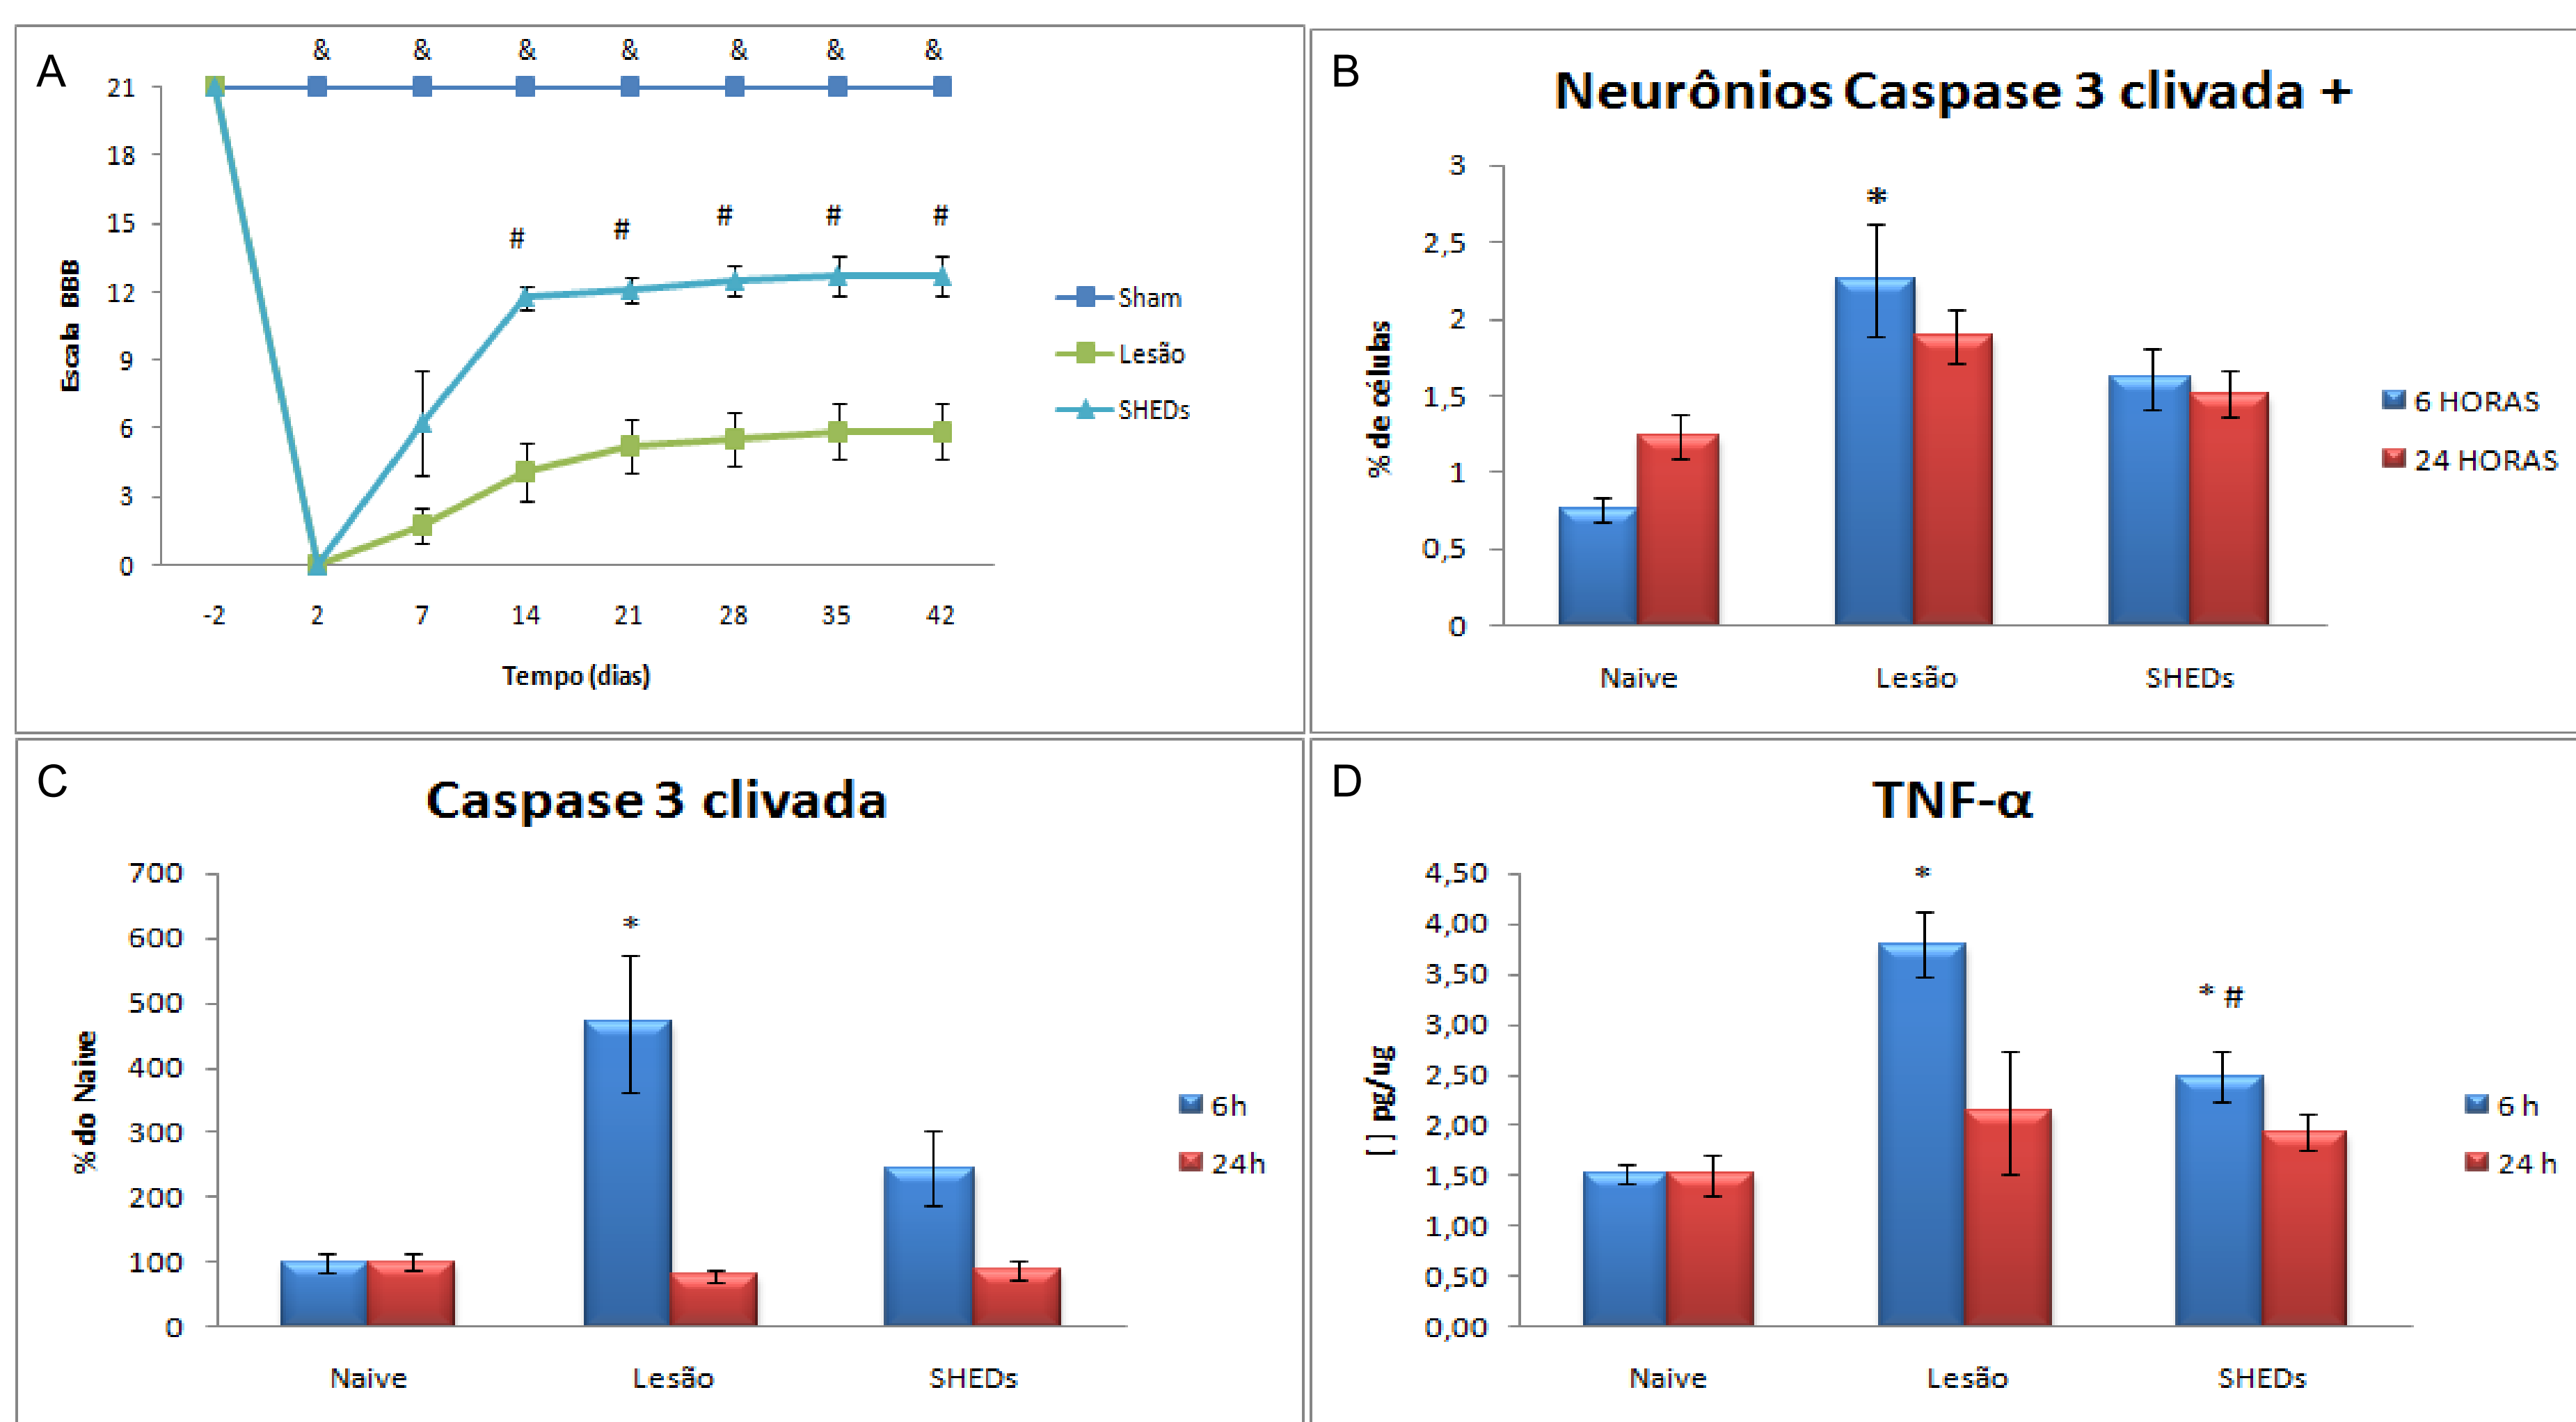 A
& & & & & & &
21
18
15
12
9
6
3
0
# # # # #
Escala BBB
-2 2 7 14 21 28 35 42
Tempo (dias)
Sham
Lesão
SHEDs
B
Neurônios Caspase 3 clivada +
3
2,5
2
1,5
1
0,5
0
*
% de células
Naive Lesão SHEDs
6 HORAS
24 HORAS
C
Caspase 3 clivada
700
600
500
400
300
200
100
0
*
% do Naive
Naive Lesão SHEDs
6h
24h
D
TNF-α
4,50
4,00
3,50
3,00
2,50
2,00
1,50
1,00
0,50
0,00
*
* #
[ ] pg/ug
Naive Lesão SHEDs
6 h
24 h